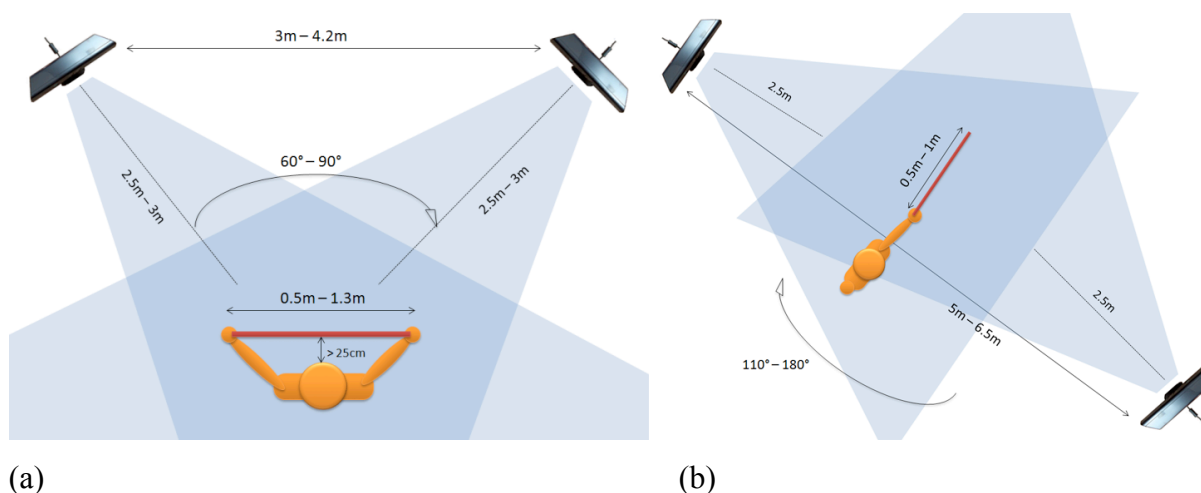 3m – 4.2m
60° – 90°
2.5m – 3m
2.5m – 3m
0.5m – 1.3m
> 25cm
(a)
2.5m
0.5m – 1m
2.5m
5m – 6.5m
110° – 180°
(b)